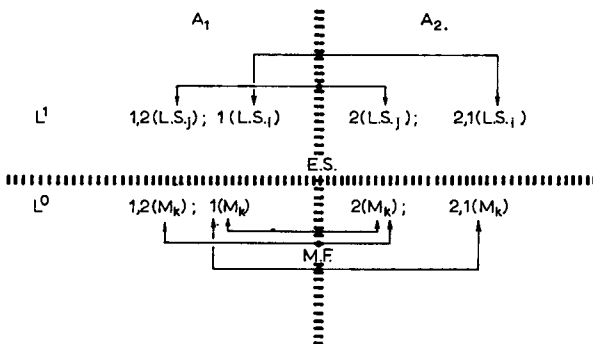 A1 A2.
L1 1,2(L.S.j); 1(L.S.i) 2(L.S.j); 2,1(L.S.i)
E.S.
L0 1,2(Mk); 1(Mk) 2(Mk); 2,1(Mk)
M.F.